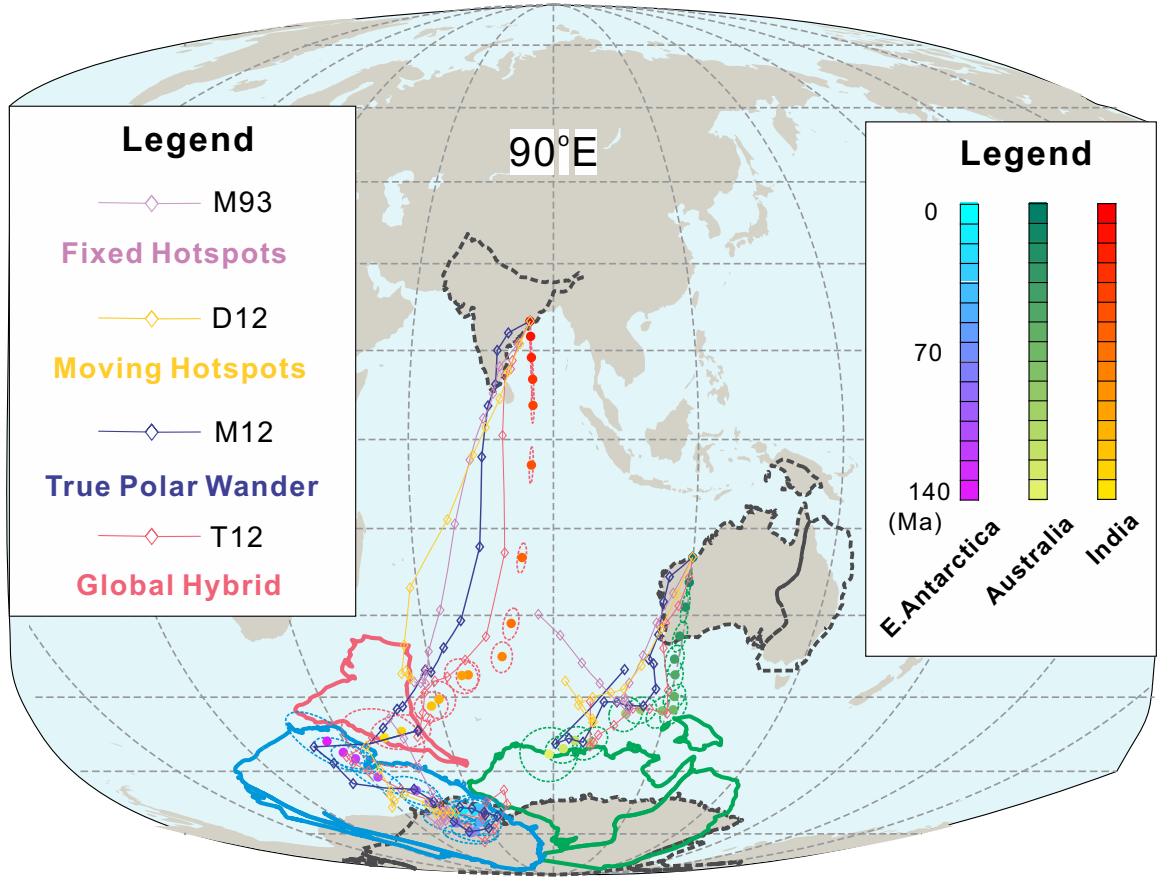 90°E
Legend
M93
Fixed Hotspots
D12
Moving Hotspots
M12
True Polar Wander
T12
Global Hybrid
Legend
0
70
140
(Ma)
E.Antarctica
Australia
India